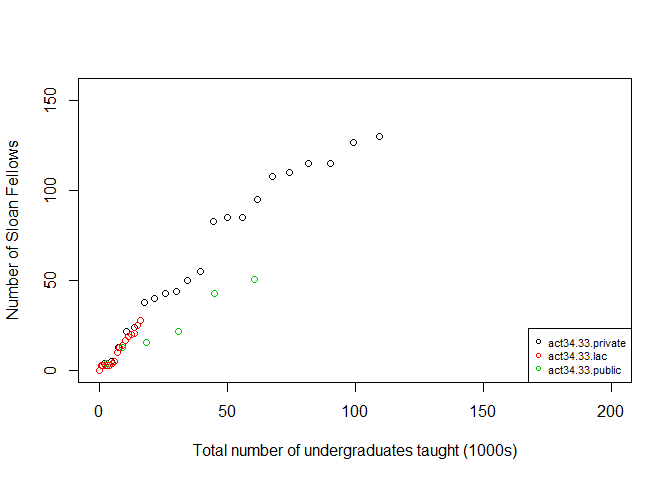 Number of Sloan Fellows
150
100
50
0
act34.33.private
act34.33.lac
act34.33.public
0 50 100 150 200
Total number of undergraduates taught (1000s)